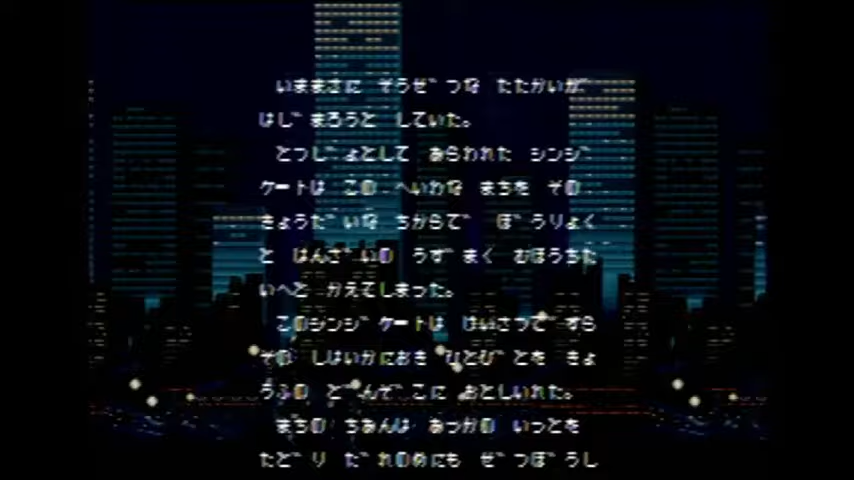 いままさに そうぜつな たたかいが
はじまろうと していた。
とつじょとして あらわれた シンジ
ケートは この へいわな まちを その
きょうだいな ちからで ぼうりょく
と はんざいの うずまく むほうちた
いへと かえてしまった。
このシンジケートは けいさつですら
その しはいかにおき ひとびとを きょ
うふの どんぞこに おとしいれた。
まちの ちあんは あっかの いっとを
たどり だれのめにも ぜつぼうし